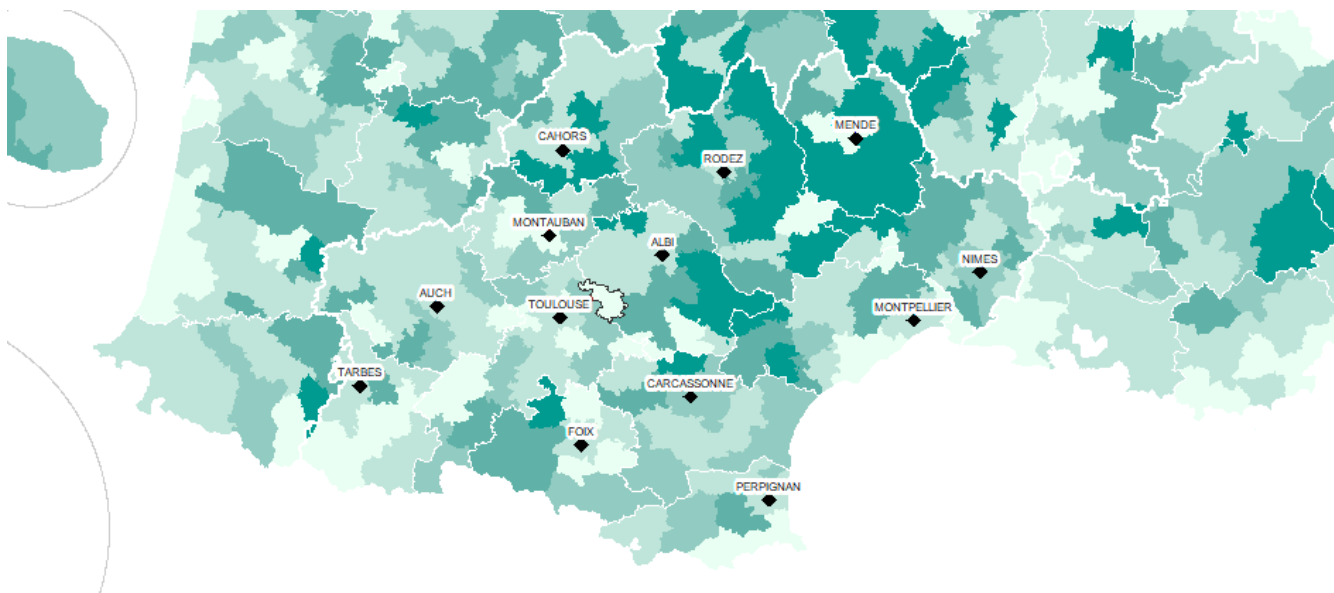 MENDE
CAHORS
RODEZ
MONTAUBAN
ALBI
NIMES
AUCH
TOULOUSE
MONTPELLIER
TARBES
CARCASSONNE
FOIX
PERPIGNAN